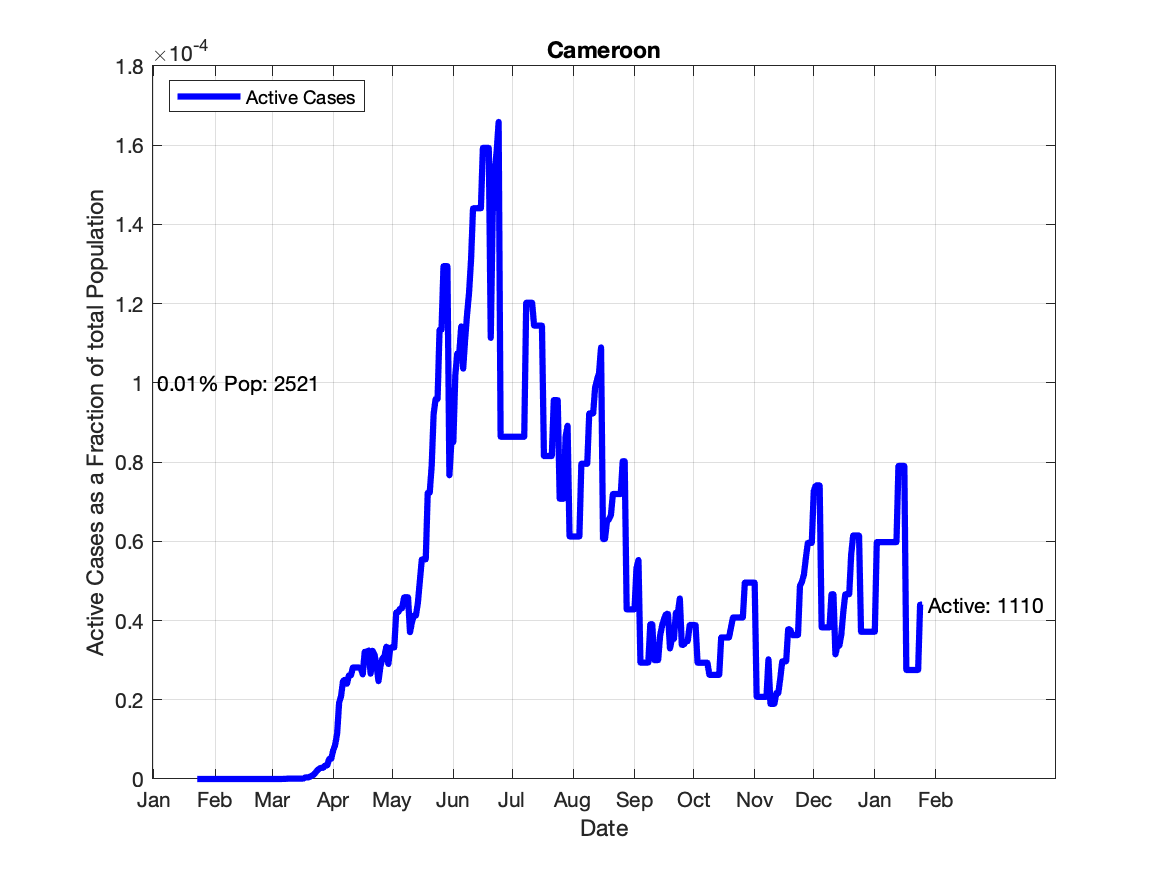 Cameroon
×10-4
Active Cases
1.8
1.6
1.4
1.2
1
0.8
0.6
0.4
0.2
0
Active Cases as a Fraction of total Population
0.01% Pop: 2521
Active: 1110
Jan Feb Mar Apr May Jun Jul Aug Sep Oct Nov Dec Jan Feb
Date